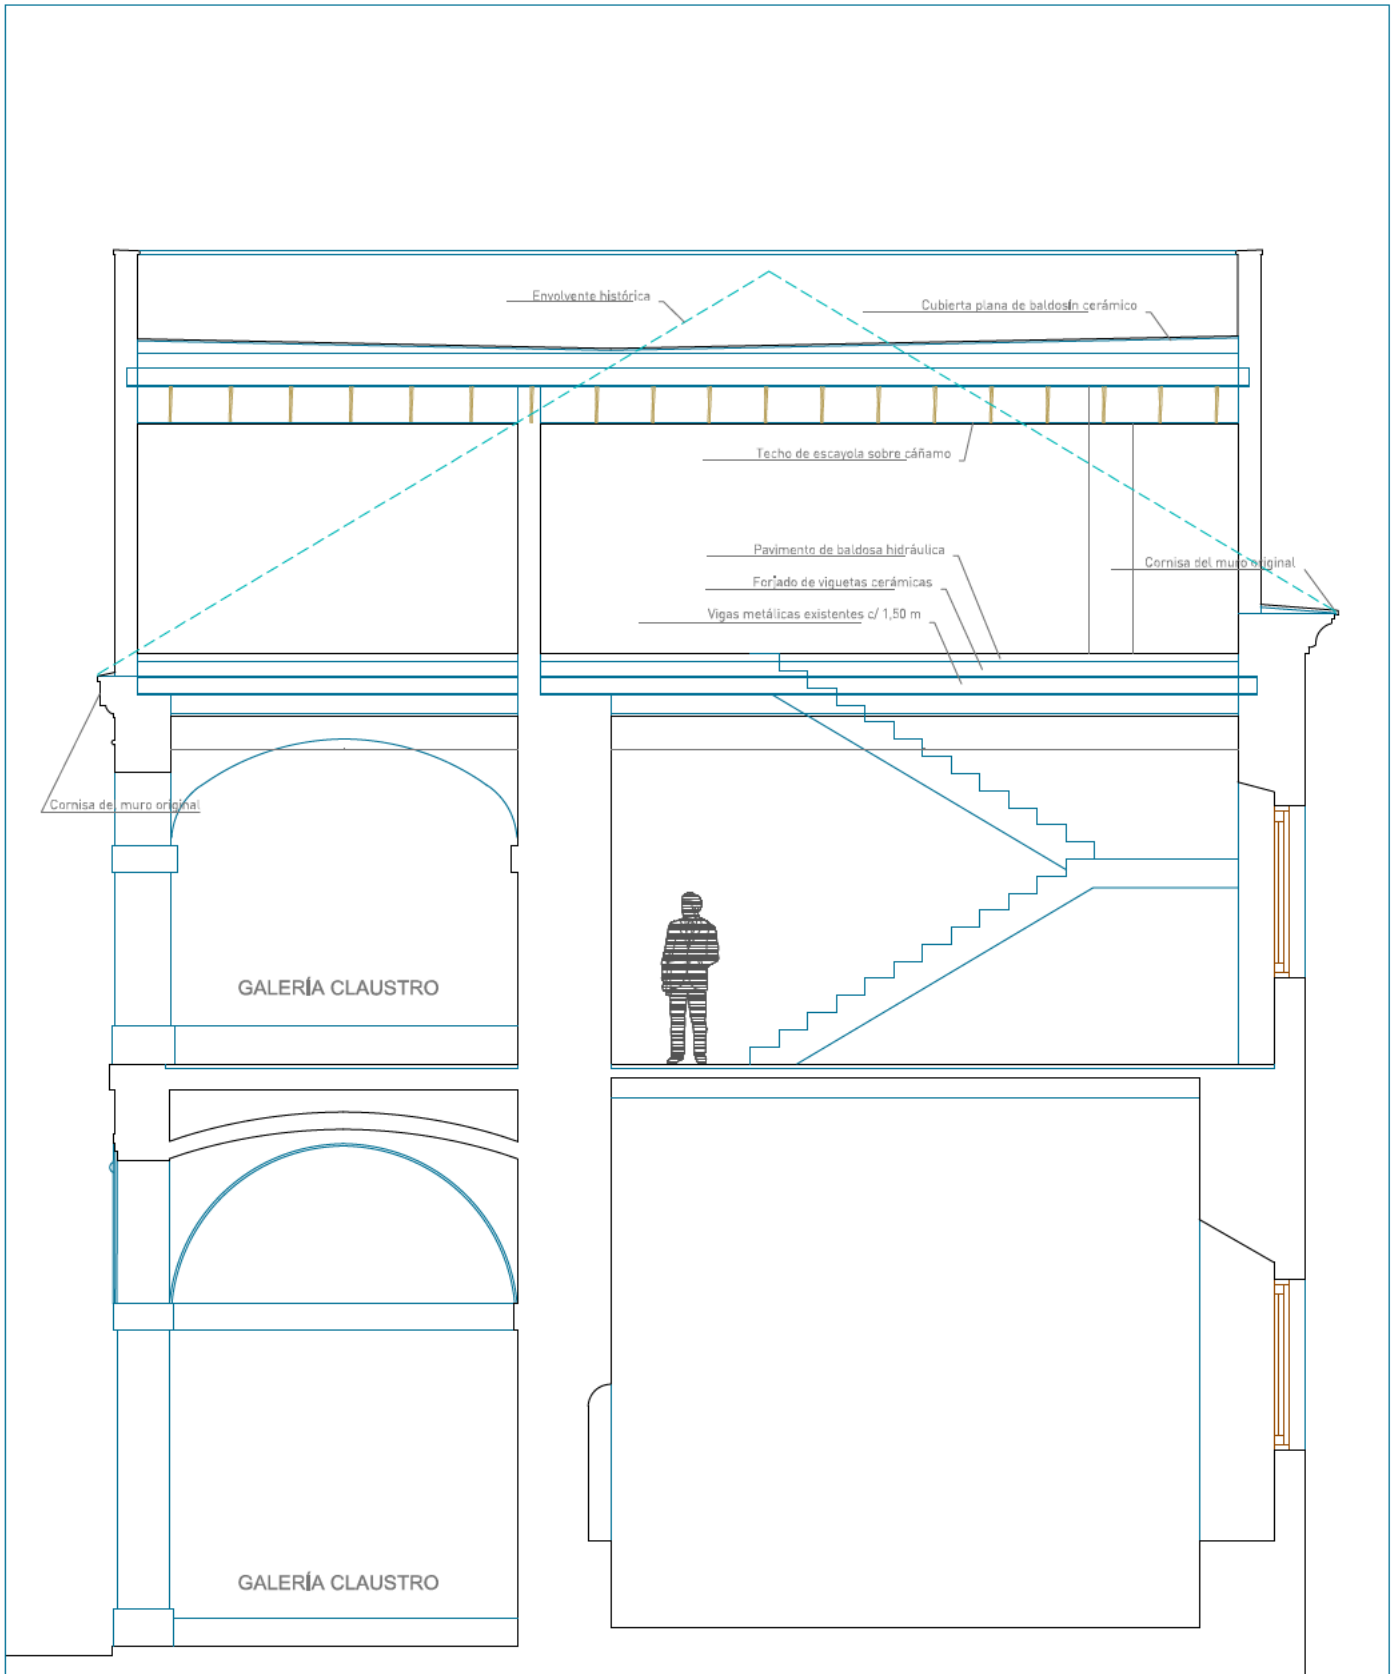 Envolvente histórica
Cubierta plana de baldosín cerámico
Techo de escayola sobre cáñamo
Pavimento de baldosa hidráulica
Cornisa del muro original
Forjado de viguetas cerámicas
Vigas metálicas existentes c/ 1,50 m
Cornisa del muro original
GALERÍA CLAUSTRO
GALERÍA CLAUSTRO